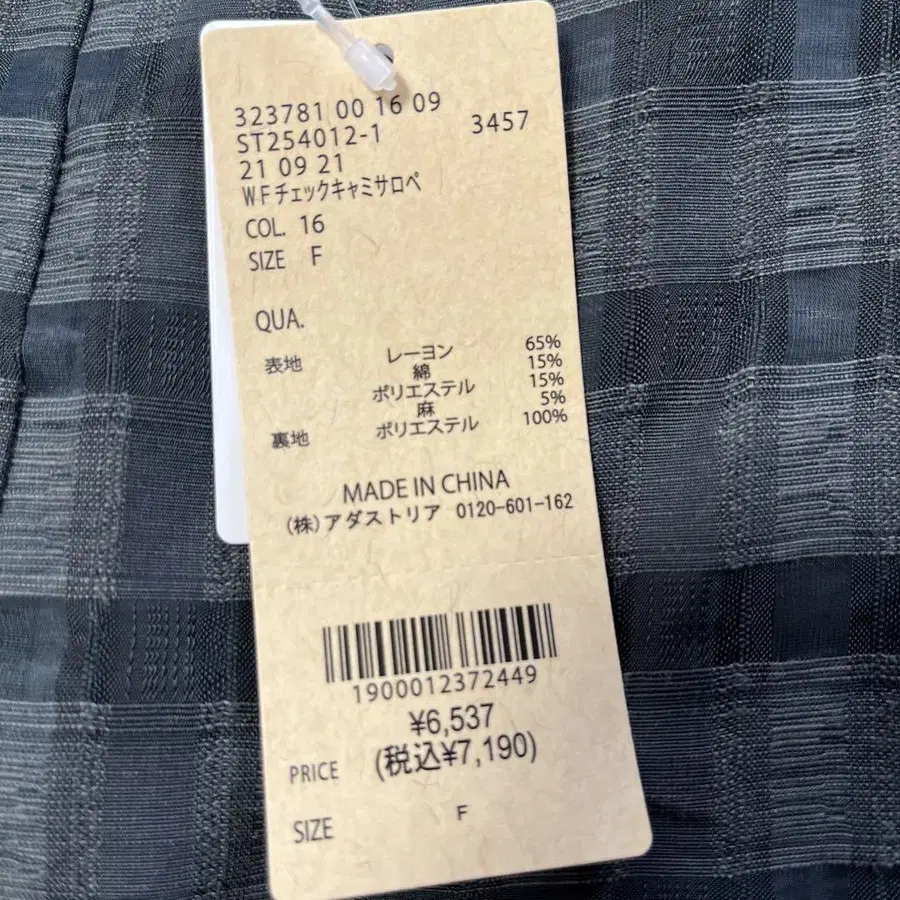 323781 00 16 09
ST254012-1 3457
21 09 21
WFチェックキャミサロペ
COL. 16
SIZE F
QUA.
表地 レーヨン 65%
綿 15%
ポリエステル 15%
麻 5%
裏地 ポリエステル 100%
MADE IN CHINA
(株)アダストリア 0120-601-162
1900012372449
¥6,537
PRICE (税込¥7,190)
SIZE F